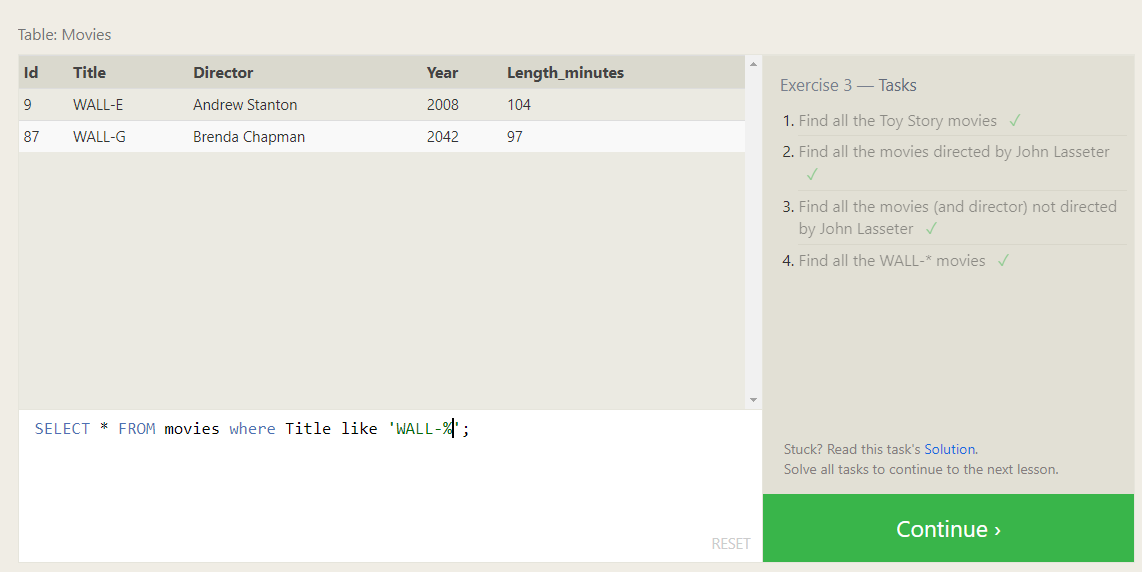 Table: Movies
Id Title Director Year Length_minutes
9 WALL-E Andrew Stanton 2008 104
87 WALL-G Brenda Chapman 2042 97
SELECT * FROM movies where Title like 'WALL-%';
RESET
Exercise 3 — Tasks
1. Find all the Toy Story movies ✓
2. Find all the movies directed by John Lasseter
✓
3. Find all the movies (and director) not directed
by John Lasseter ✓
4. Find all the WALL-* movies ✓
Stuck? Read this task's Solution.
Solve all tasks to continue to the next lesson.
Continue ›